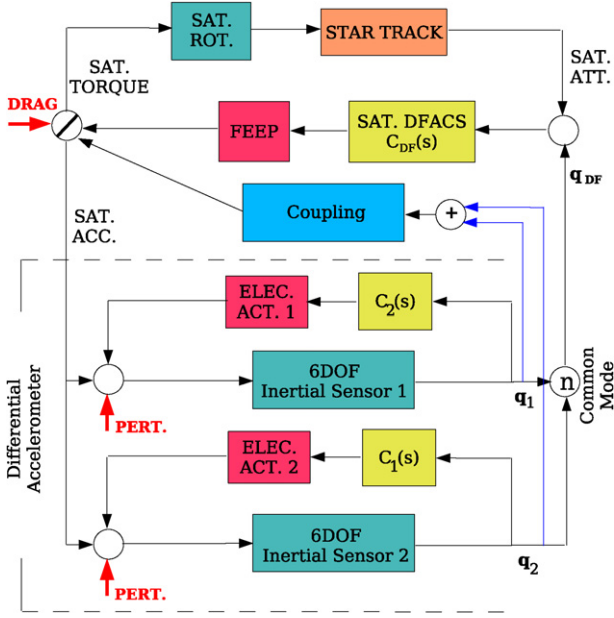 SAT.
ROT.
STAR TRACK
SAT.
TORQUE
SAT.
ATT.
DRAG
FEEP
SAT. DFACS
C_DF(s)
q_DF
Coupling
+
SAT.
ACC.
ELEC.
ACT. 1
C_2(s)
6DOF
Inertial Sensor 1
n
q_1
PERT.
Common
Mode
Differential
Accelerometer
ELEC.
ACT. 2
C_1(s)
6DOF
Inertial Sensor 2
q_2
PERT.